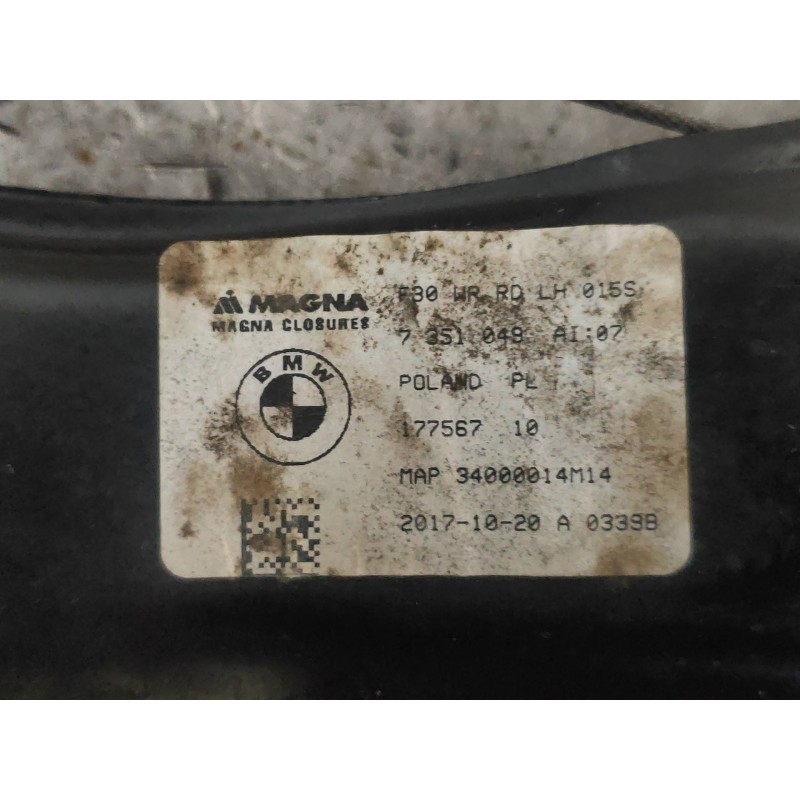 MAGNA
MAGNA CLOSURES
BMW
F30 WR RD LH 015S
7 351 049 AI:07
POLAND PL
177567 10
MAP 34000014M14
2017-10-20 A 0339B